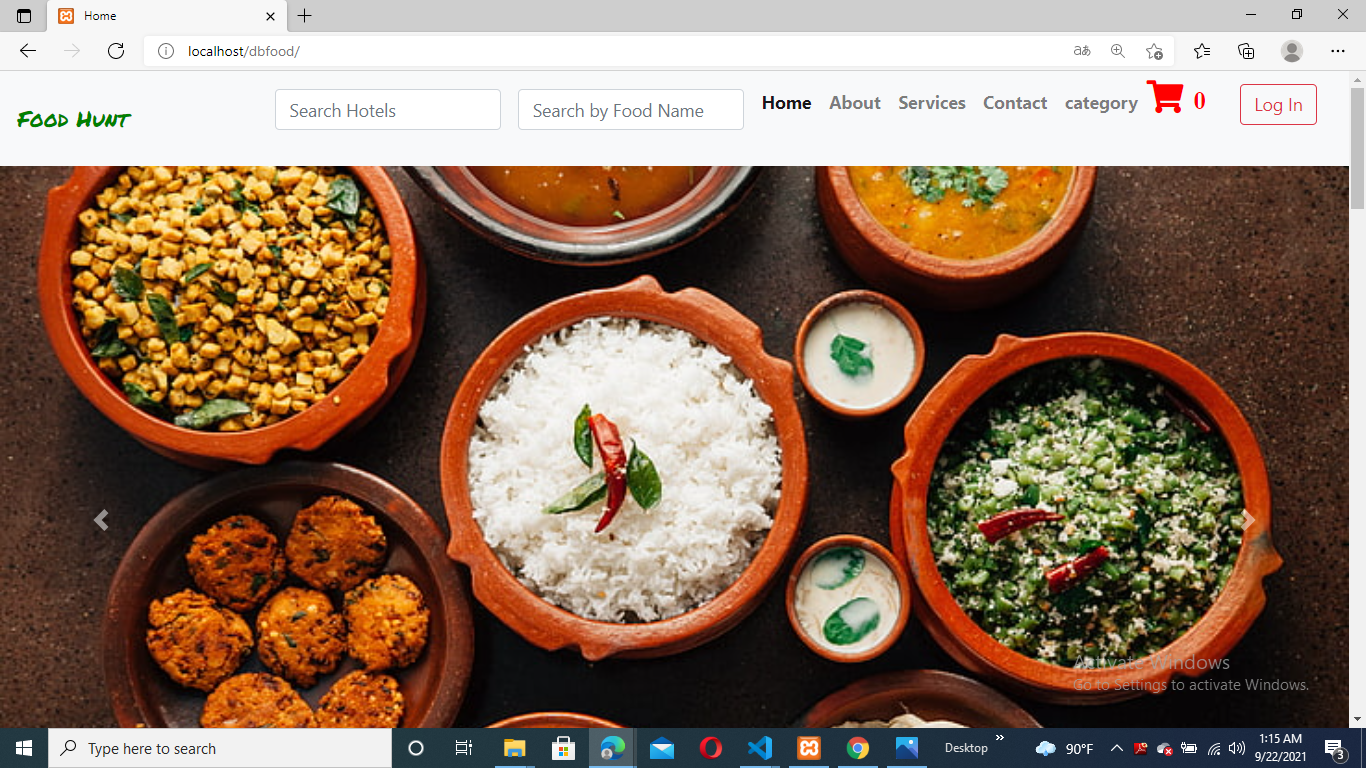 Home
localhost/dbfood/
aあ
Food Hunt
Search Hotels
Search by Food Name
Home About Services Contact category 0 Log In
Activate Windows
Go to Settings to activate Windows.
Type here to search
Desktop
90°F
1:15 AM
9/22/2021
3